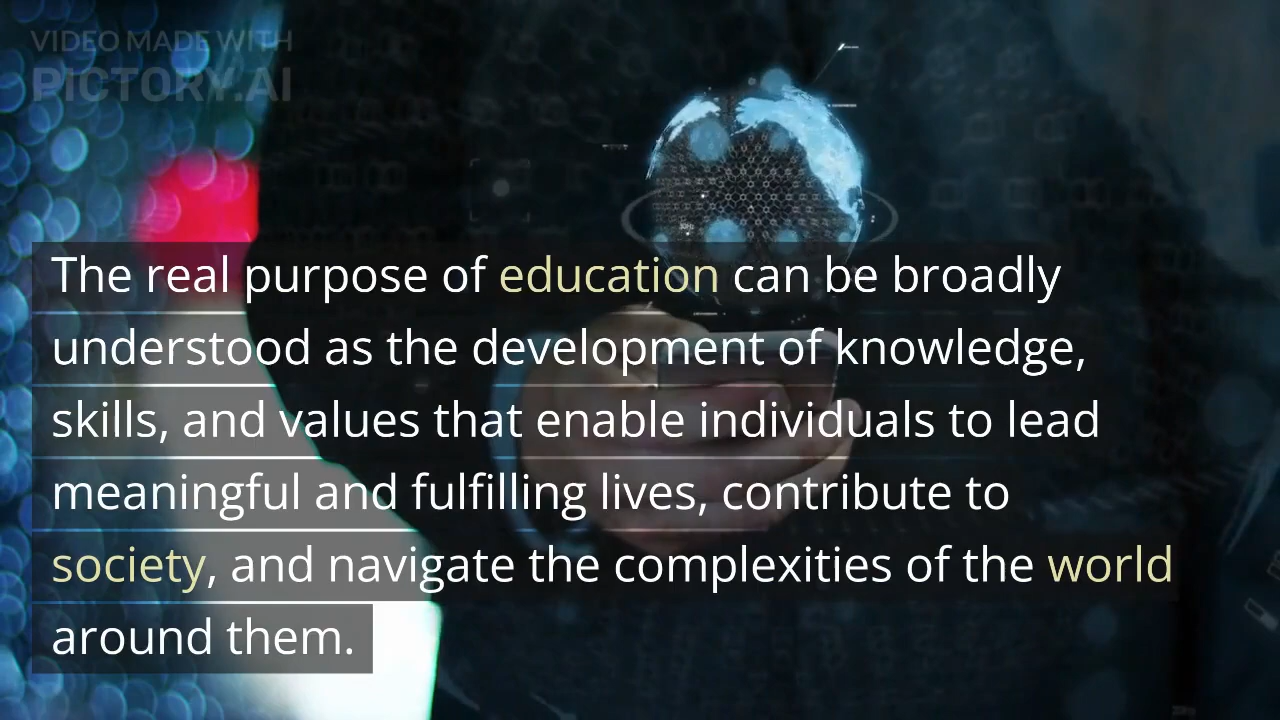 VIDEO MADE WITH
PICTORY.AI
The real purpose of education can be broadly
understood as the development of knowledge,
skills, and values that enable individuals to lead
meaningful and fulfilling lives, contribute to
society, and navigate the complexities of the world
around them.